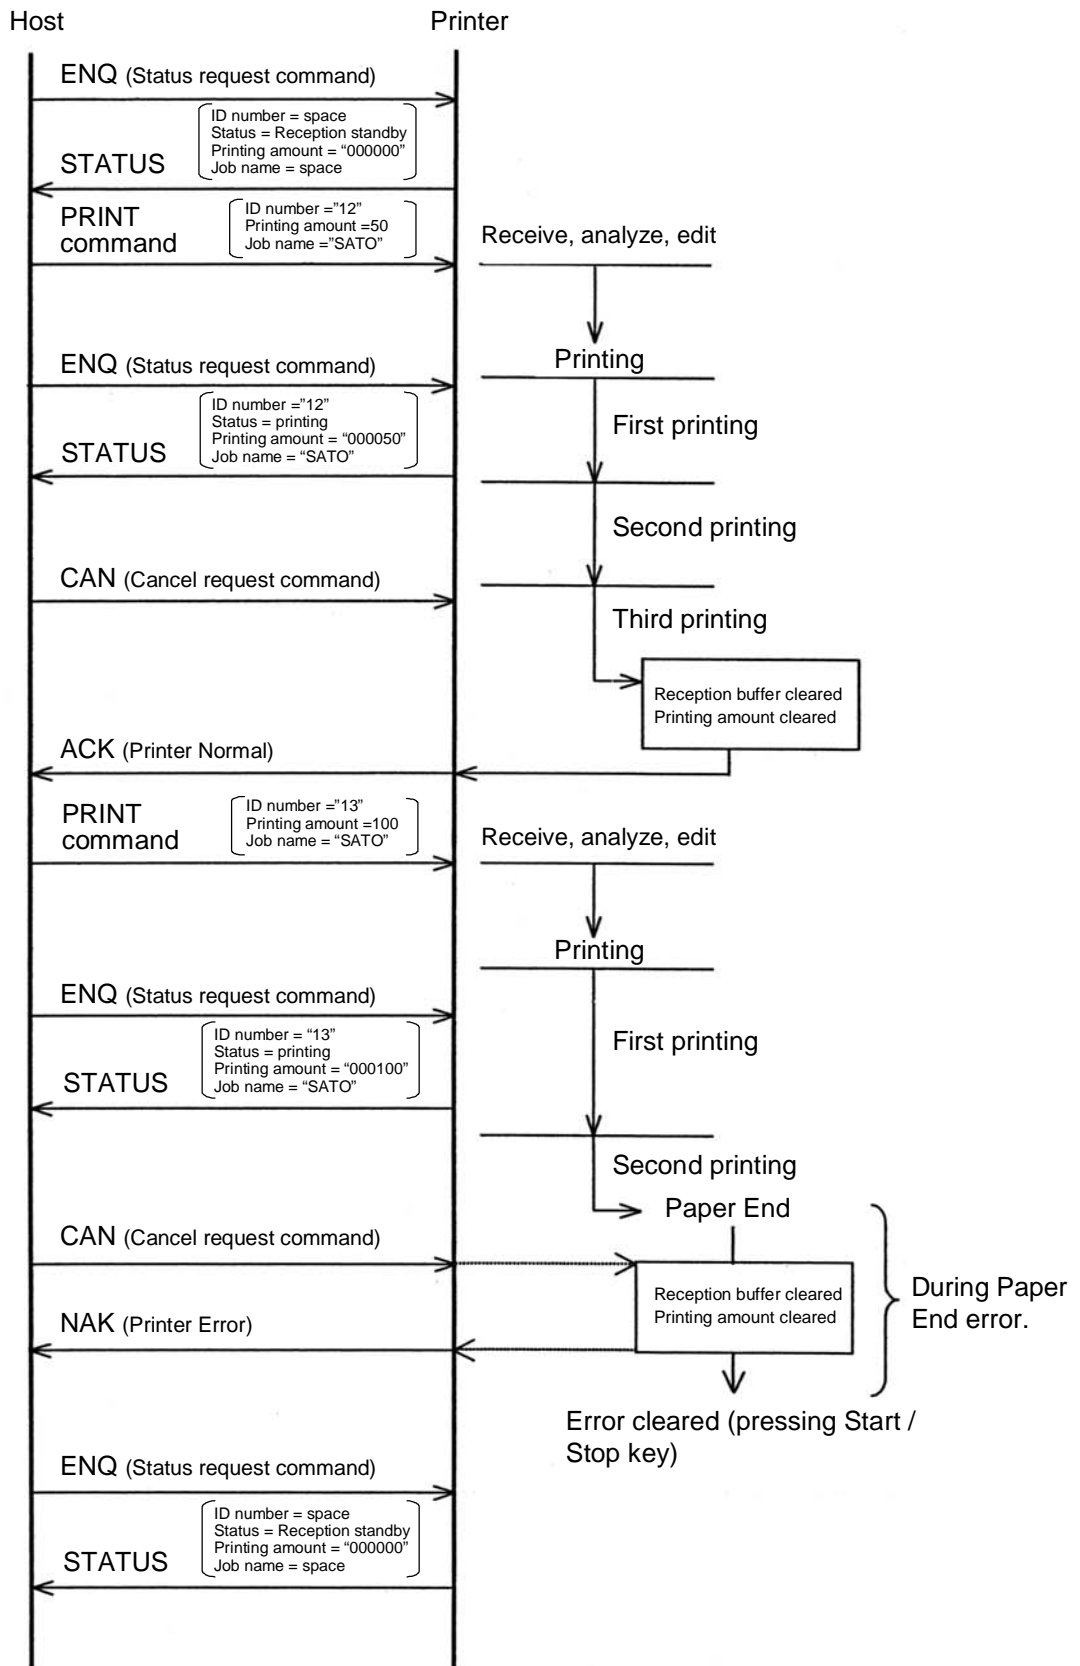 Host
Printer
ENQ (Status request command)
ID number = space
Status = Reception standby
Printing amount = “000000”
Job name = space
STATUS
PRINT
command
ID number =”12”
Printing amount =50
Job name =”SATO”
Receive, analyze, edit
Printing
ENQ (Status request command)
ID number =”12”
Status = printing
Printing amount = “000050”
Job name = “SATO”
STATUS
First printing
Second printing
CAN (Cancel request command)
Third printing
Reception buffer cleared
Printing amount cleared
ACK (Printer Normal)
PRINT
command
ID number =”13”
Printing amount =100
Job name = “SATO”
Receive, analyze, edit
Printing
ENQ (Status request command)
ID number = “13”
Status = printing
Printing amount = “000100”
Job name = “SATO”
STATUS
First printing
Second printing
Paper End
CAN (Cancel request command)
Reception buffer cleared
Printing amount cleared
During Paper
End error.
NAK (Printer Error)
Error cleared (pressing Start /
Stop key)
ENQ (Status request command)
ID number = space
Status = Reception standby
Printing amount = “000000”
Job name = space
STATUS